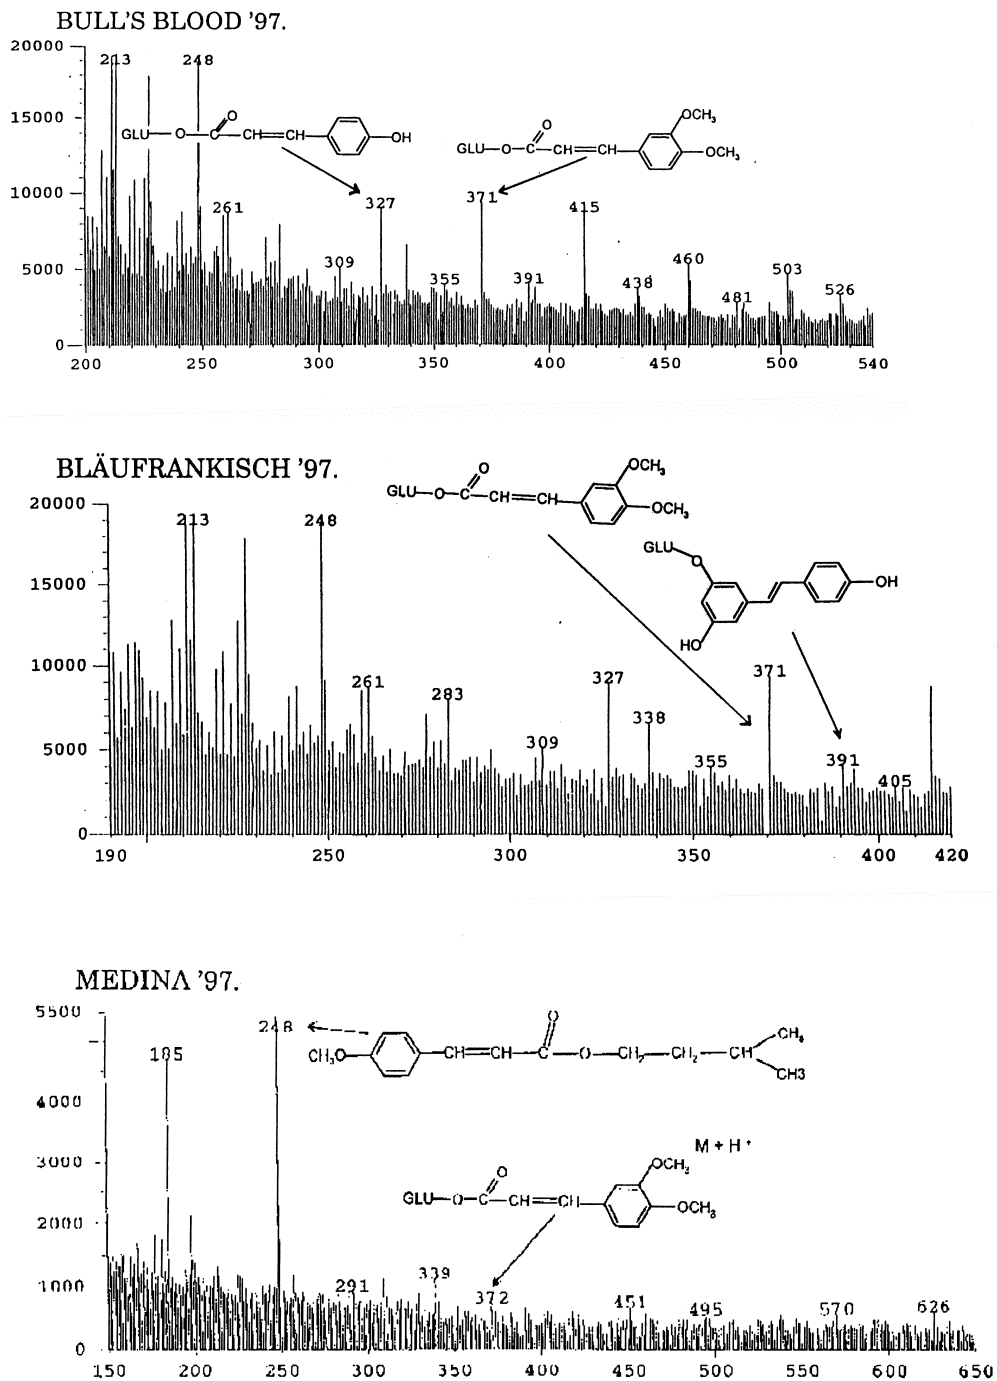 BULL'S BLOOD '97.
20000
213
248
15000
GLU—O—C—CH=CH OH
O
GLU—O—C—CH=CH OCH₃
O
OCH₃
10000
261
327
371
415
5000
309
355
391
438
460
481
503
526
0
200 250 300 350 400 450 500 540
BLÄUFRANKISCH '97.
GLU—O—C—CH=CH OCH₃
O
OCH₃
GLU
O
OH
HO
20000
213
248
15000
10000
261
283
327
338
371
5000
309
355
391
405
0
190 250 300 350 400 420
MEDINA '97.
5500
185
248
CH₃O CH=CH—C—O—CH₂—CH₂—CH
O
CH₃
CH3
4000
M + H⁺
3000
GLU—O—C—CH=CH OCH₃
O
OCH₃
2000
1000
291
339
372
451
495
570
626
0
150 200 250 300 350 400 450 500 550 600 650